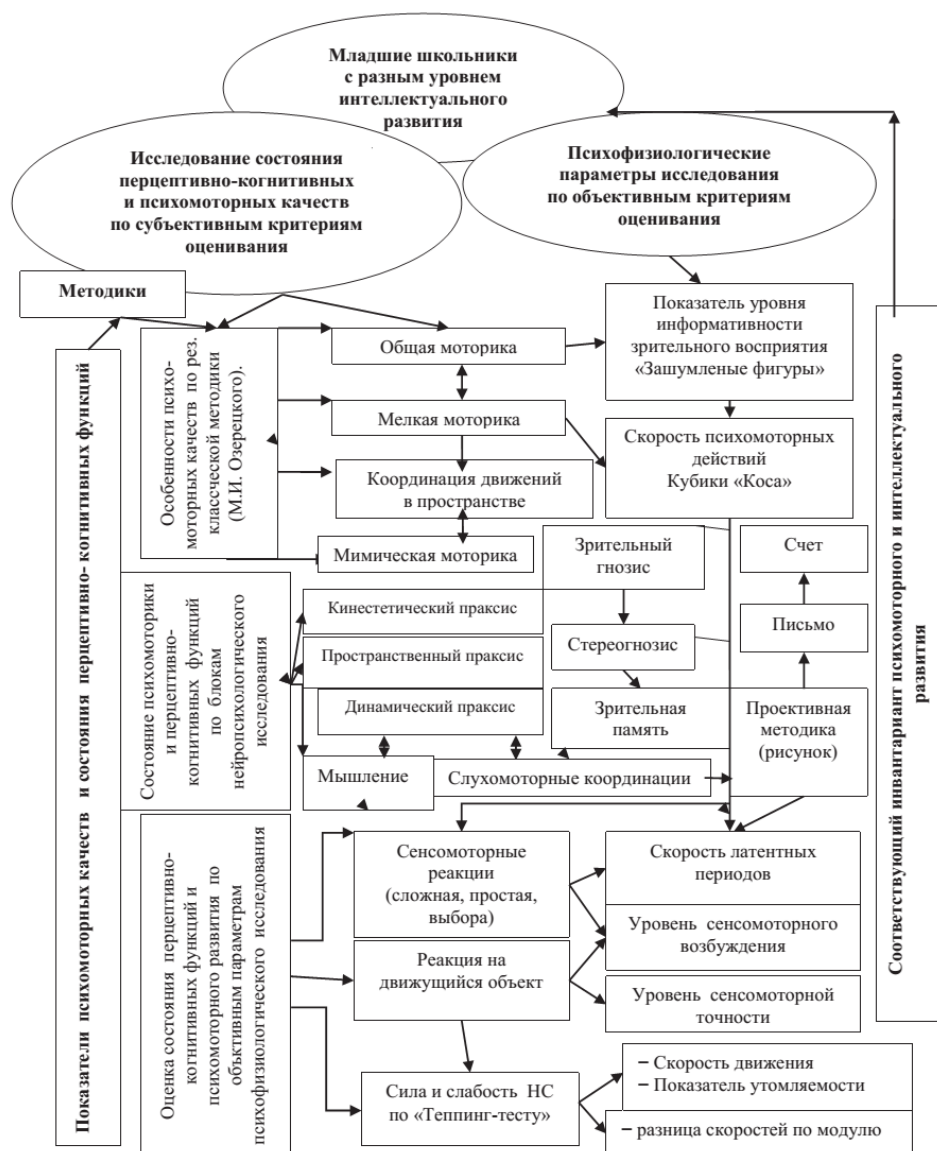 Младшие школьники
с разным уровнем
интеллектуального
развития
Исследование состояния
перцептивно-когнитивных
и психомоторных качеств
по субъективным критериям
оценивания
Психофизиологические
параметры исследования
по объективным критериям
оценивания
Методики
Показатели психомоторных качеств и состояния перцептивно- когнитивных функций
Особенности психо-
моторных качеств по рез.
классчской методики
(М.И. Озерецкого).
Общая моторика
Мелкая моторика
Координация движений
в пространстве
Мимическая моторика
Показатель уровня
информативности
зрительного восприятия
«Зашумленые фигуры»
Скорость психомоторных
действий
Кубики «Коса»
Соответствующий инвантариант психомоторного и интеллектуального
развития
Состояние психомоторики
и перцептивно-
когнитивных функций
по блокам
нейропсихологического
исследования
Кинестетический праксис
Пространственный праксис
Динамический праксис
Мышление
Слухомоторные координации
Зрительный
гнозис
Стереогнозис
Зрительная
память
Счет
Письмо
Проективная
методика
(рисунок)
Оценка состояния перцептивно-
когнитивных функций и
психомоторного развития по
обьктивным параметрам
психофизиологического исследования
Сенсомоторные
реакции
(сложная, простая,
выбора)
Реакция на
движущийся объект
Сила и слабость НС
по «Теппинг-тесту»
Скорость латентных
периодов
Уровень сенсомоторного
возбуждения
Уровень сенсомоторной
точности
– Скорость движения
– Показатель утомляемости
– разница скоростей по модулю